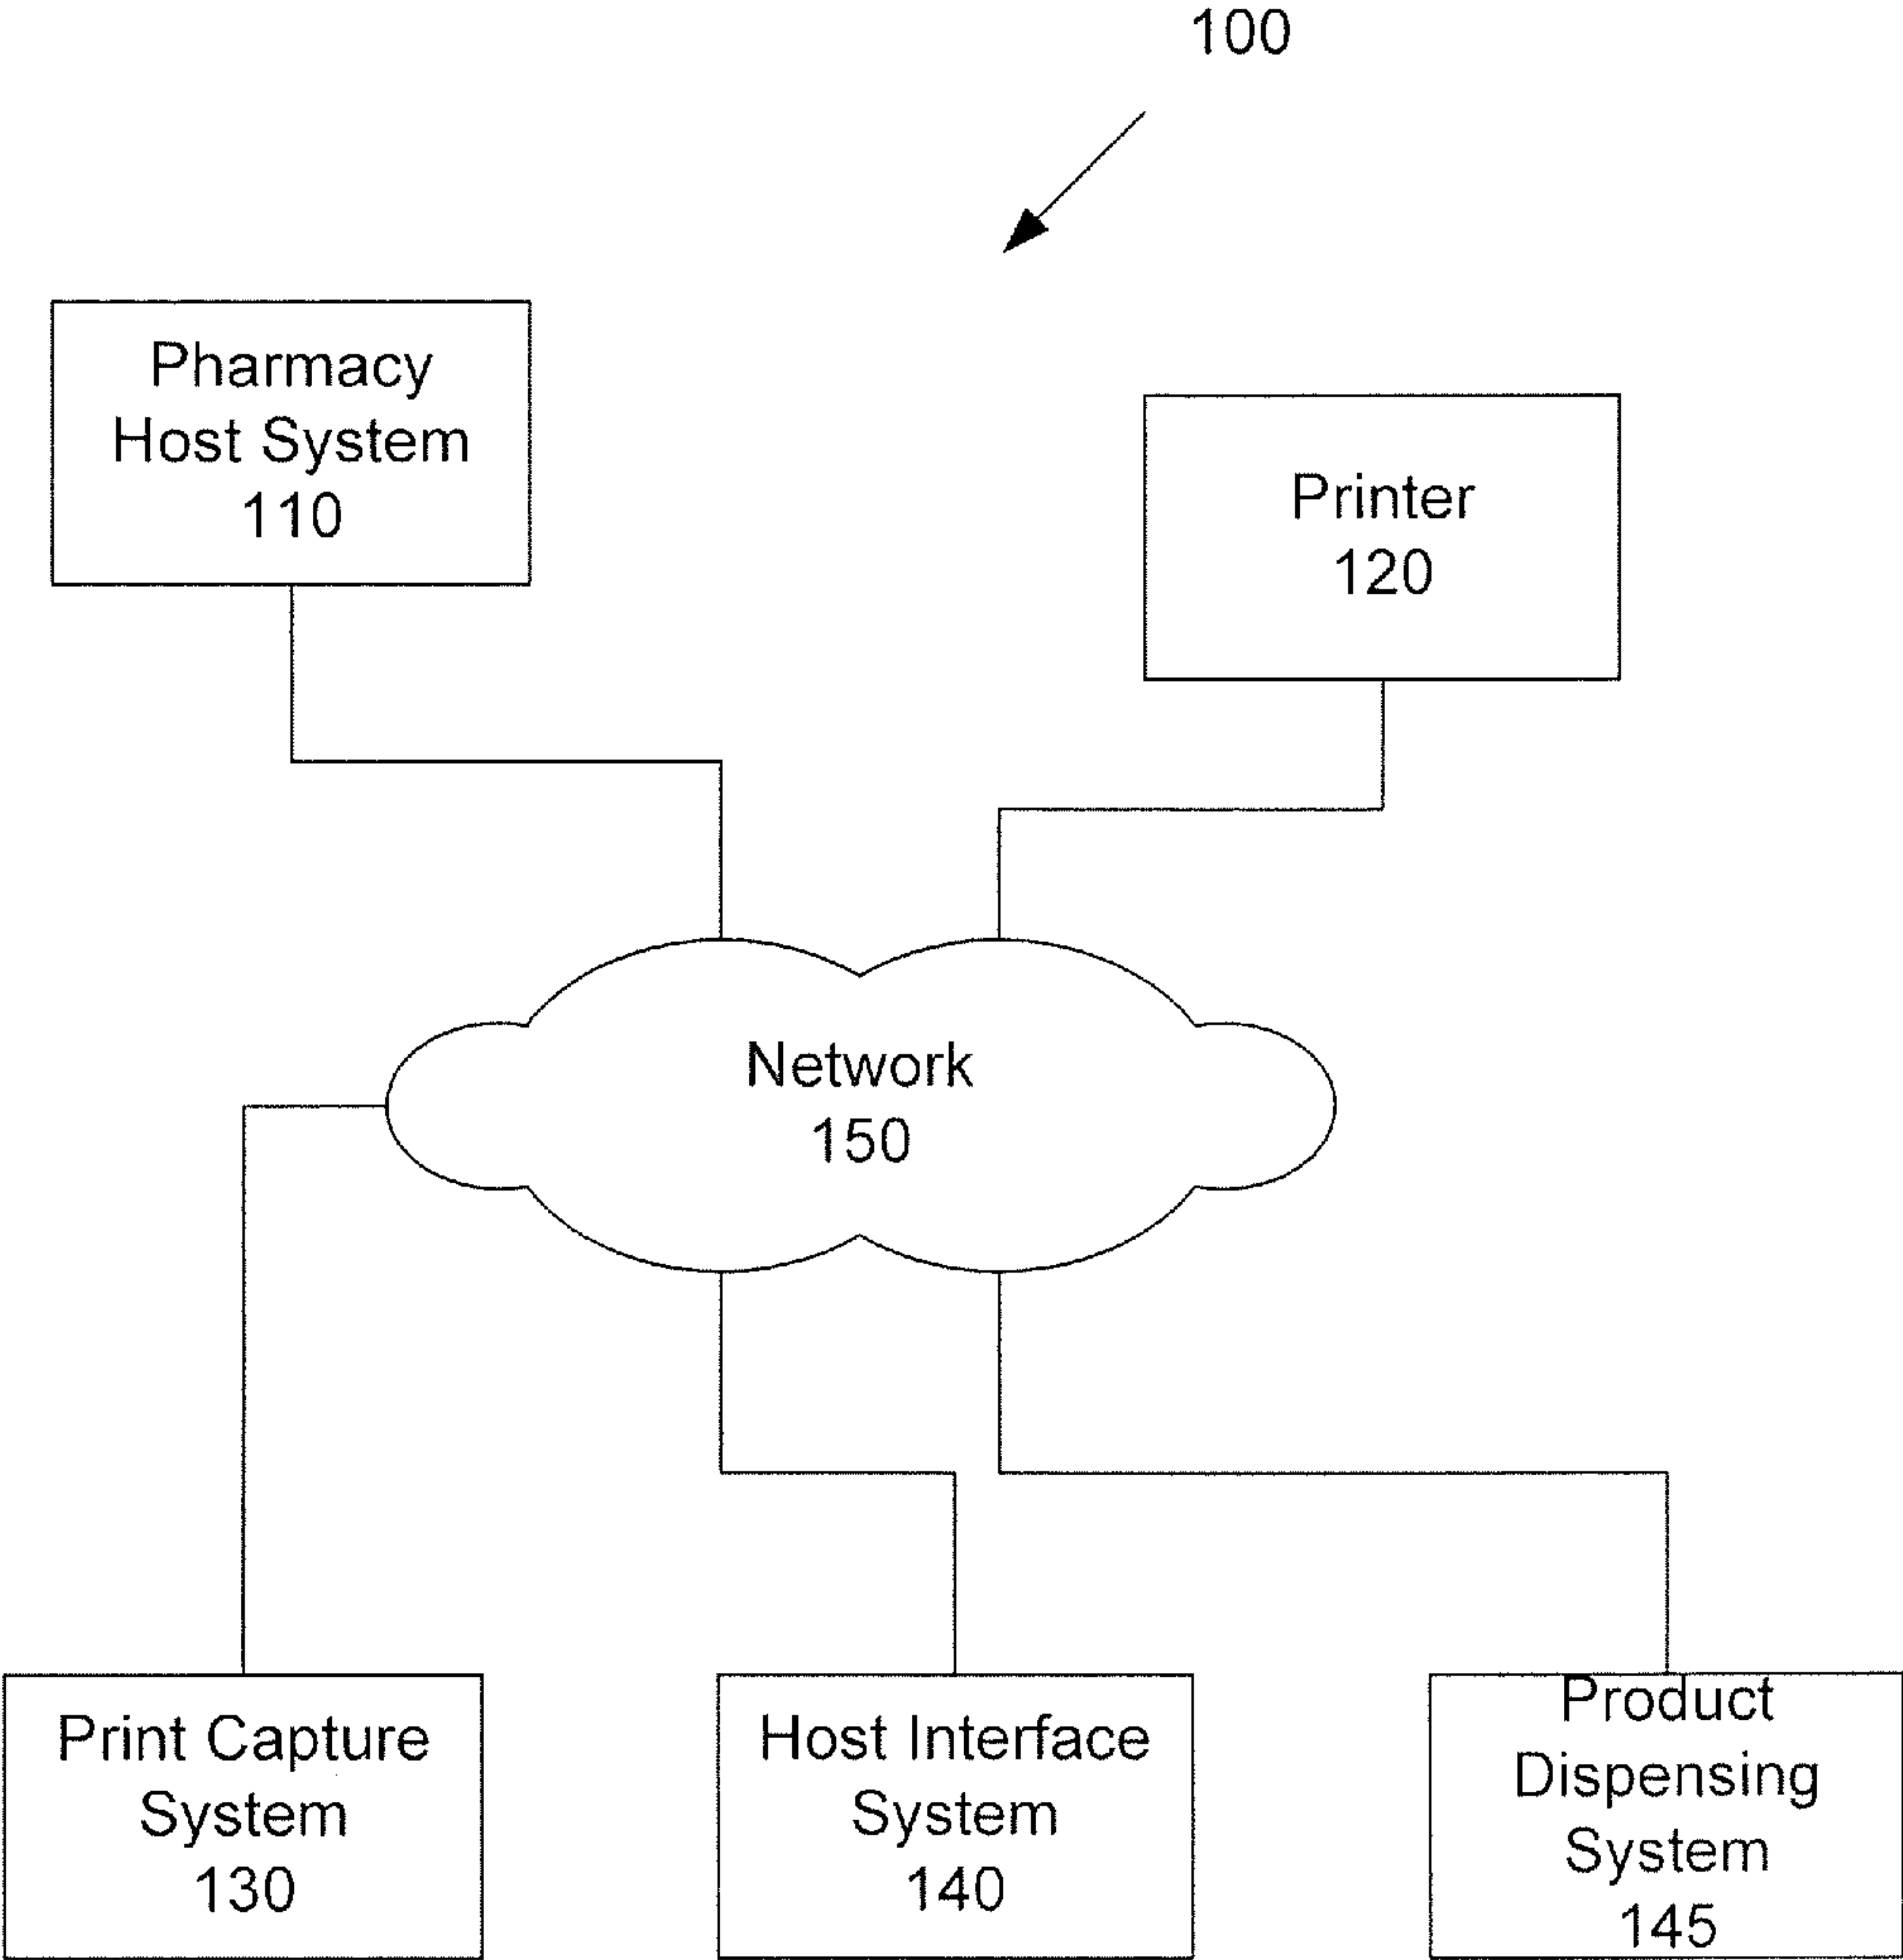 100
Pharmacy
Host System
110
Printer
120
Network
150
Print Capture
System
130
Host Interface
System
140
Product
Dispensing
System
145